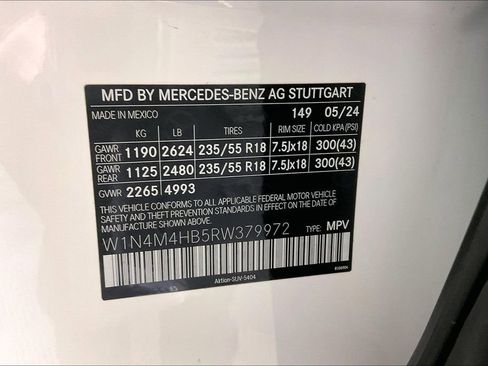 MFD BY MERCEDES-BENZ AG STUTTGART
MADE IN MEXICO 149 05/24
KG LB TIRES RIM SIZE COLD KPA (PSI)
GAWR FRONT 1190 2624 235/55 R18 7.5Jx18 300(43)
GAWR REAR 1125 2480 235/55 R18 7.5Jx18 300(43)
GVWR 2265 4993
THIS VEHICLE CONFORMS TO ALL APPLICABLE FEDERAL MOTOR VEHICLE
SAFETY AND THEFT PREVENTION STANDARDS IN EFFECT ON THE DATE OF
MANUFACTURE SHOWN ABOVE.
W1N4M4HB5RW379972 TYPE: MPV
Aktion-SUV-5404